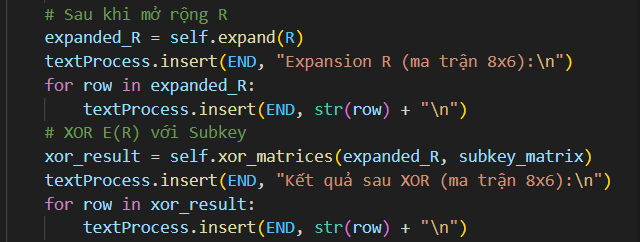 # Sau khi mở rộng R
expanded_R = self.expand(R)
textProcess.insert(END, "Expansion R (ma trận 8x6):\n")
for row in expanded_R:
    textProcess.insert(END, str(row) + "\n")
# XOR E(R) với Subkey
xor_result = self.xor_matrices(expanded_R, subkey_matrix)
textProcess.insert(END, "Kết quả sau XOR (ma trận 8x6):\n")
for row in xor_result:
    textProcess.insert(END, str(row) + "\n")